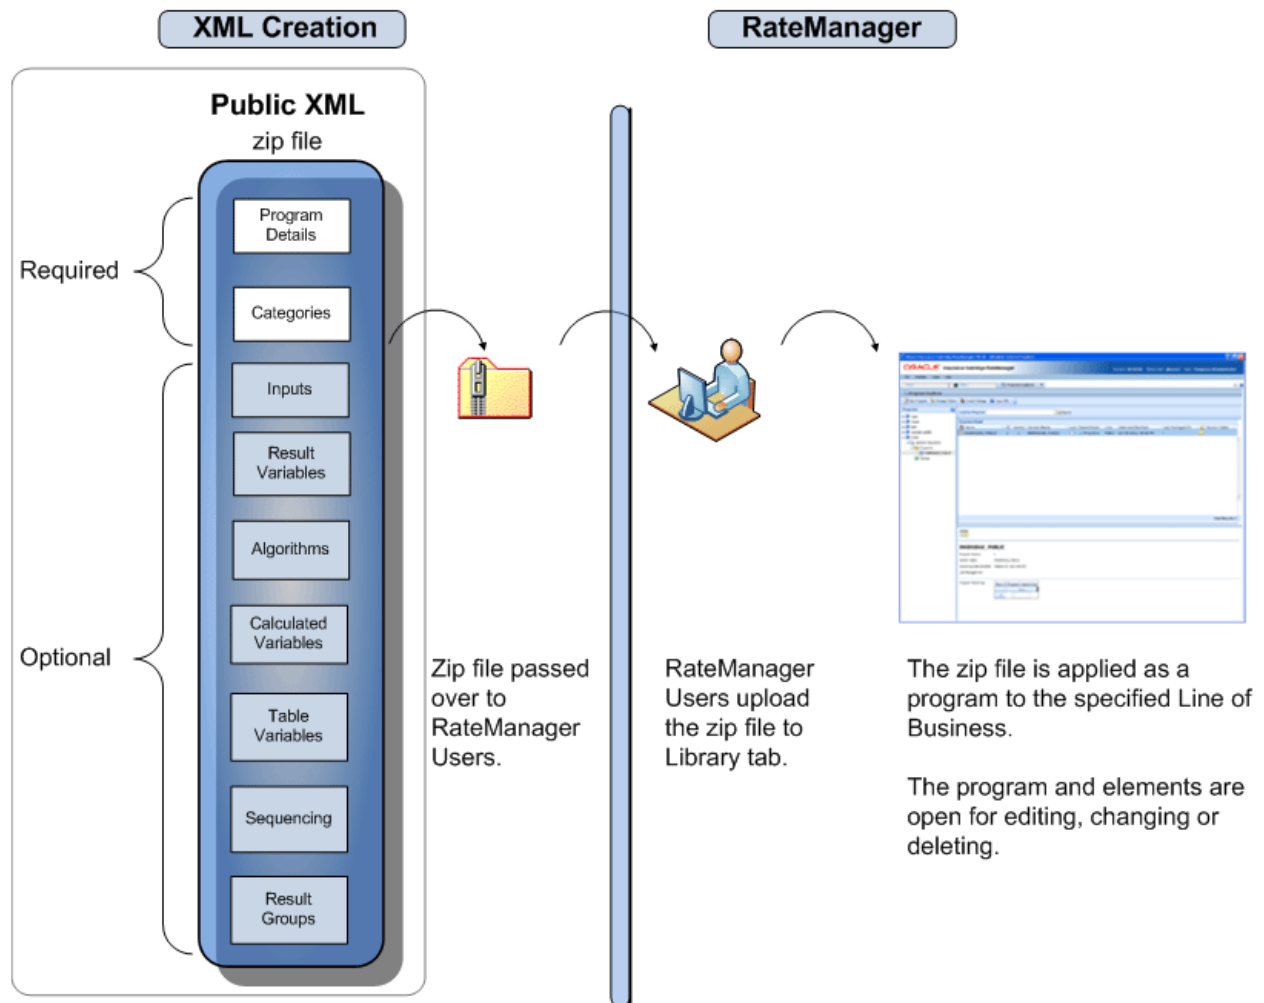 XML Creation
RateManager
Public XML
zip file
Required
Program
Details
Categories
Optional
Inputs
Result
Variables
Algorithms
Calculated
Variables
Table
Variables
Sequencing
Result
Groups
Zip file passed
over to
RateManager
Users.
RateManager
Users upload
the zip file to
Library tab.
ORACLE
The zip file is applied as a
program to the specified Line of
Business.
The program and elements are
open for editing, changing or
deleting.